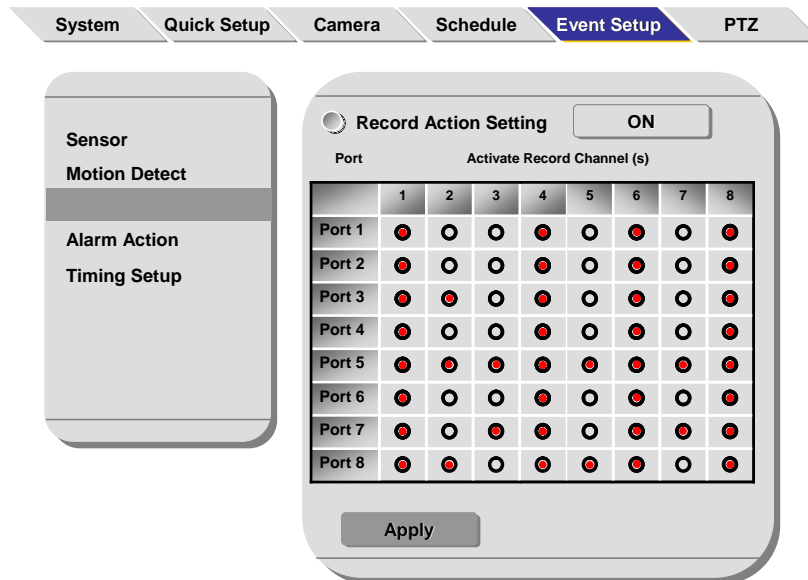 System Quick Setup Camera Schedule Event Setup PTZ
Sensor
Motion Detect
Alarm Action
Timing Setup
Record Action Setting ON
Port Activate Record Channel (s)
1 2 3 4 5 6 7 8
Port 1
Port 2
Port 3
Port 4
Port 5
Port 6
Port 7
Port 8
Apply